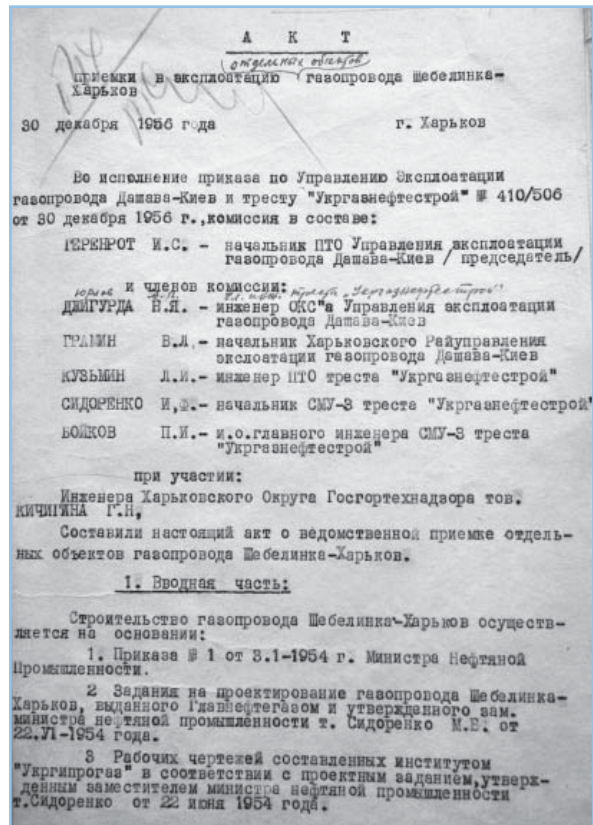 А К Т
отдельных объектов
приемки в эксплоатацию газопровода Шебелинка-
Харьков
30 декабря 1956 года г. Харьков
Во исполнение приказа по Управлению Эксплоатации
газопровода Дашава-Киев и тресту "Укргазнефтестрой" № 410/506
от 30 декабря 1956 г.,комиссия в составе:
ГЕРЕНРОТ И.С. - начальник ПТО Управления эксплоатации
газопровода Дашава-Киев / председатель/
и членов комиссии:
гл. инж. треста "Укргазнефтестрой"
ДЖИГУРДА В.Я. - инженер ОКС"а Управления эксплоатации
газопровода Дашава-Киев
ГРАМИН В.Л. - начальник Харьковского Райуправления
экслоатации газопровода Дашава-Киев
КУЗЬМИН Л.И. - инженер ПТО треста "Укргазнефтестрой"
СИДОРЕНКО И.Ф. - начальник СМУ-3 треста "Укргазнефтестрой"
БОЙКОВ П.И. - и.о.главного инженера СМУ-3 треста
"Укргазнефтестрой"
при участии:
Инженера Харьковского Округа Госгортехнадзора тов.
КИЧИГИНА Г.Н,
Составили настоящий акт о ведомственной приемке отдель-
ных объектов газопровода Шебелинка-Харьков.
1. Вводная часть:
Строительство газопровода Шебелинка-Харьков осуществ-
ляется на основании:
1. Приказа № 1 от 3.1-1954 г. Министра Нефтяной
Промышленности.
2 Задания на проектирование газопровода Шебелинка-
Харьков, выданного Главнефтегазом и утвержденного зам.
министра нефтяной промышленности т. Сидоренко М.В. от
22.УI-1954 года.
3 Рабочих чертежей составленных институтом
"Укргипрогаз" в соответствии с проектным заданием,утверж-
денным заместителем министра нефтяной промышленности
т.Сидоренко от 22 июня 1954 года.